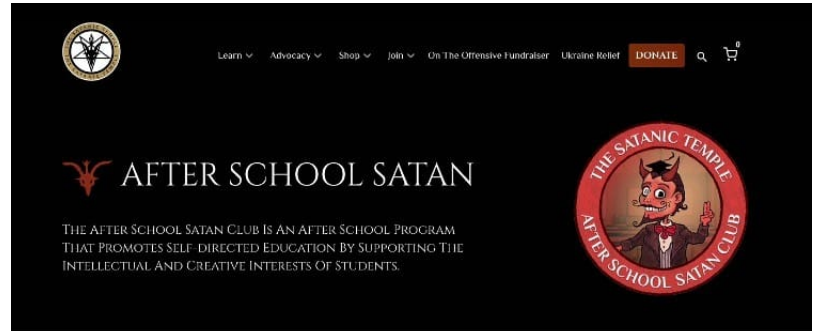 Learn Advocacy Shop Join On The Offensive Fundraiser Ukraine Relief DONATE 0
THE SATANIC TEMPLE
AFTER SCHOOL SATAN
THE AFTER SCHOOL SATAN CLUB IS AN AFTER SCHOOL PROGRAM
THAT PROMOTES SELF-DIRECTED EDUCATION BY SUPPORTING THE
INTELLECTUAL AND CREATIVE INTERESTS OF STUDENTS.
AFTER SCHOOL SATAN CLUB